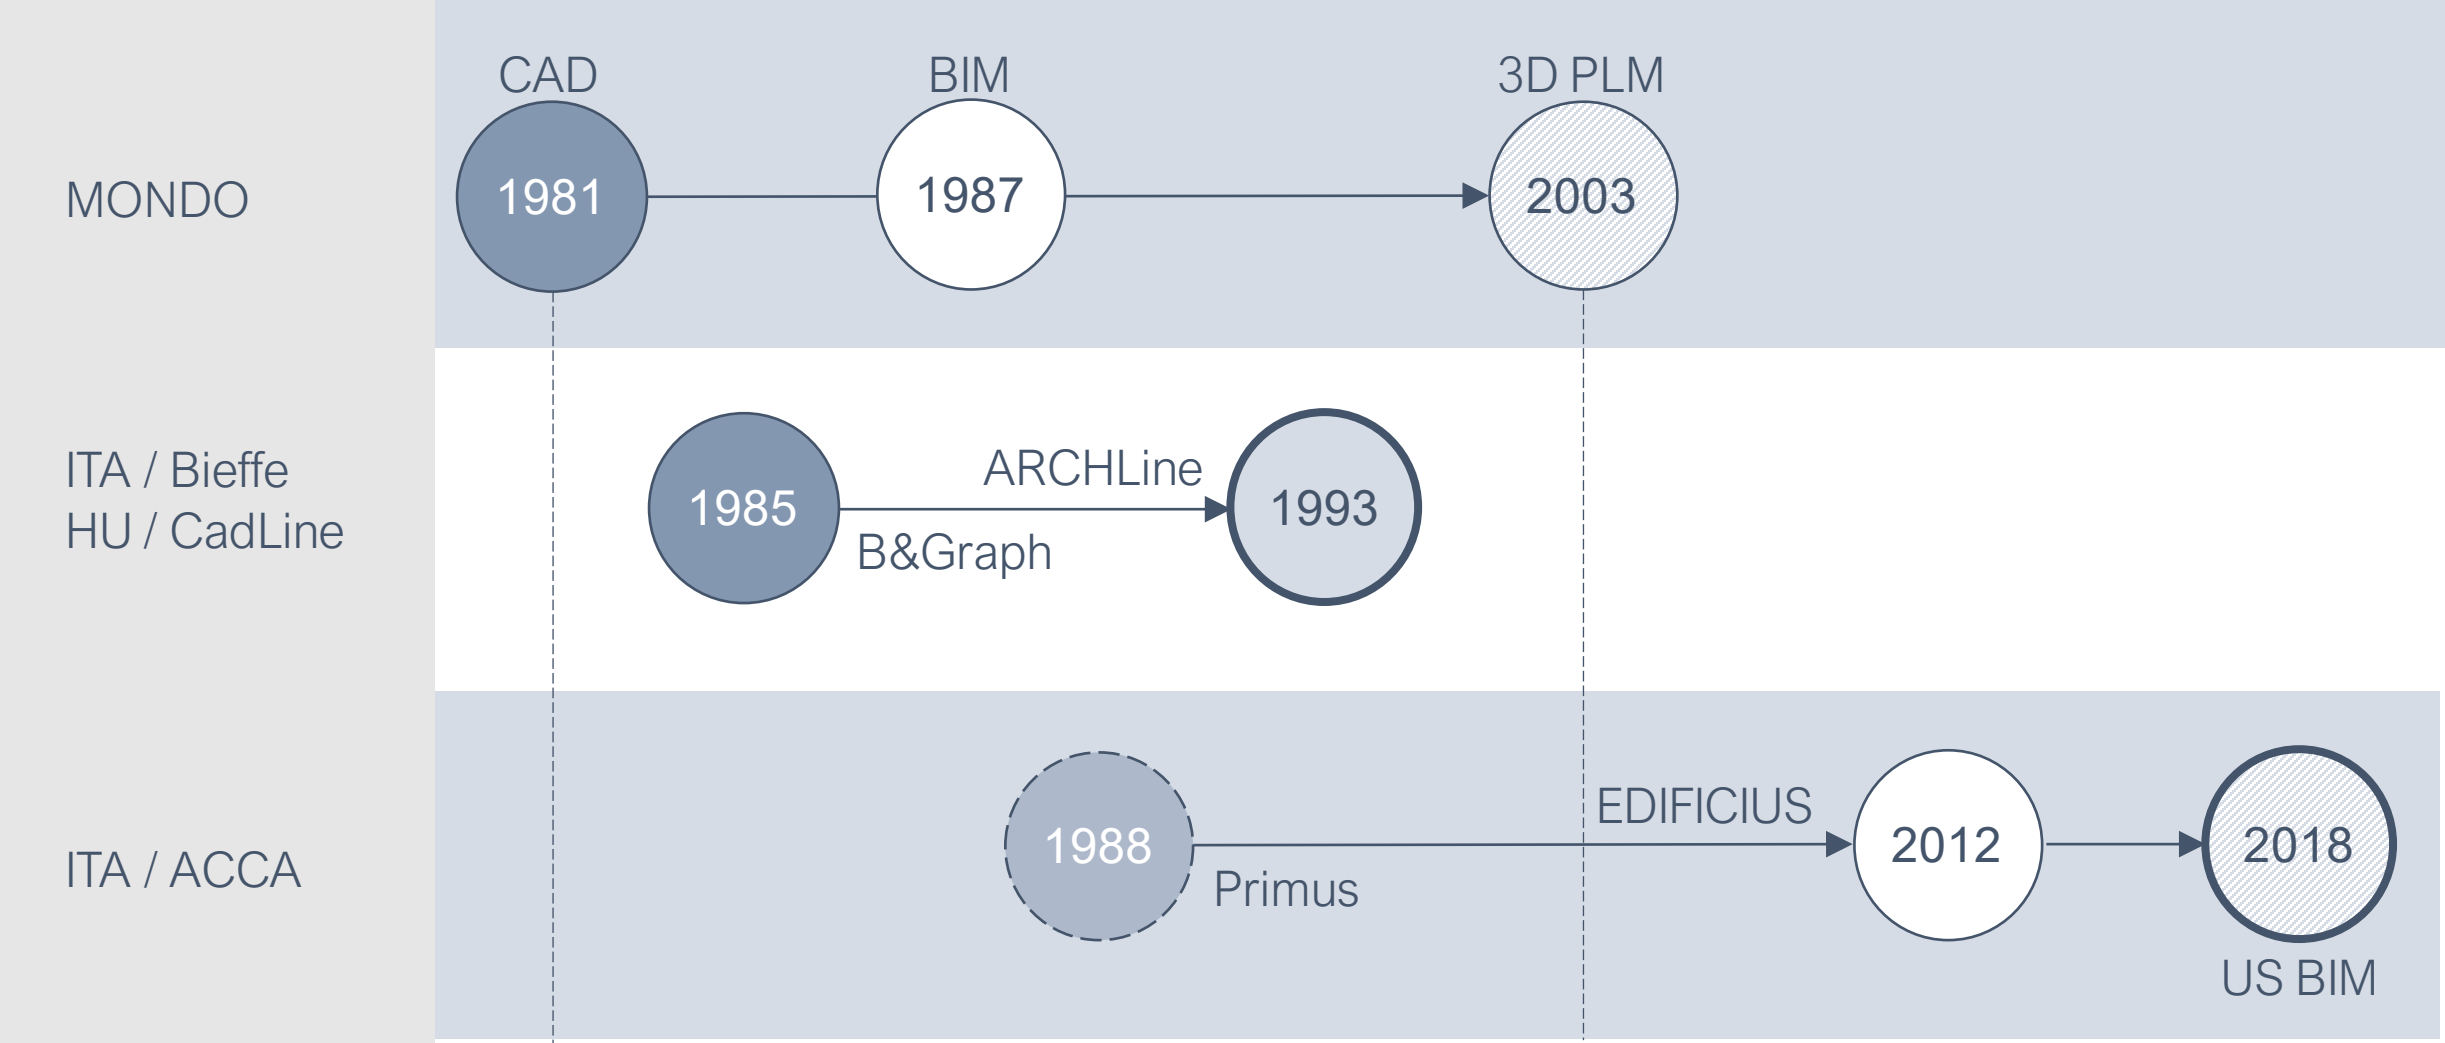 CAD
BIM
3D PLM
MONDO
1981
1987
2003
ITA / Bieffe
HU / CadLine
1985
ARCHLine
B&Graph
1993
ITA / ACCA
1988
Primus
EDIFICIUS
2012
2018
US BIM